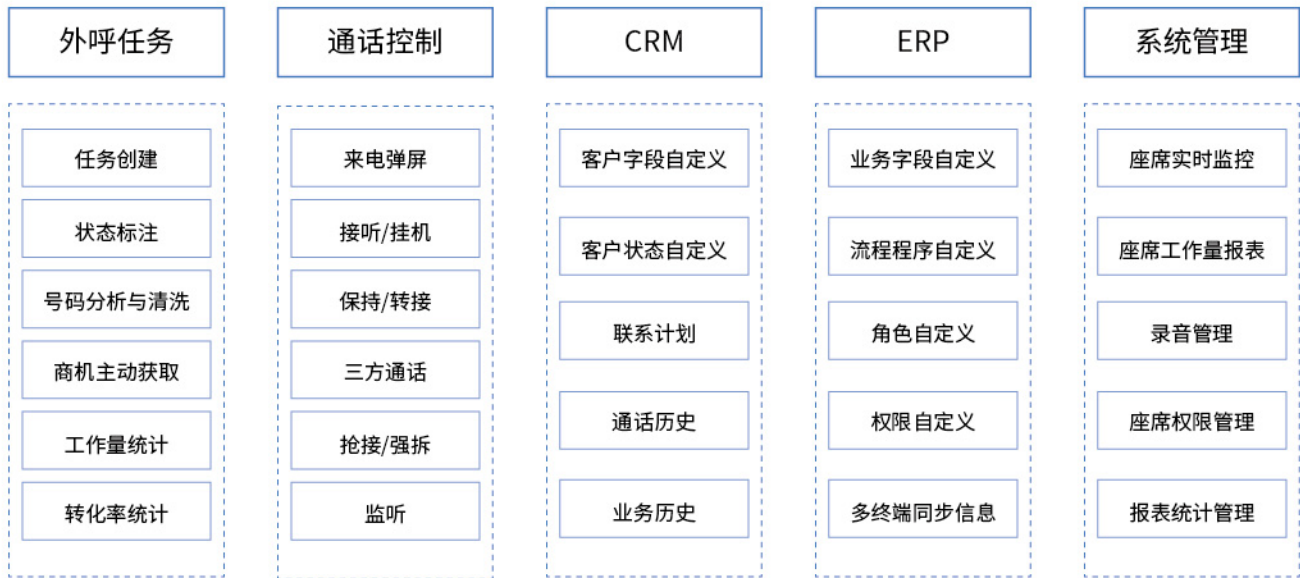 外呼任务
通话控制
CRM
ERP
系统管理
任务创建
状态标注
号码分析与清洗
商机主动获取
工作量统计
转化率统计
来电弹屏
接听/挂机
保持/转接
三方通话
抢接/强拆
监听
客户字段自定义
客户状态自定义
联系计划
通话历史
业务历史
业务字段自定义
流程程序自定义
角色自定义
权限自定义
多终端同步信息
座席实时监控
座席工作量报表
录音管理
座席权限管理
报表统计管理